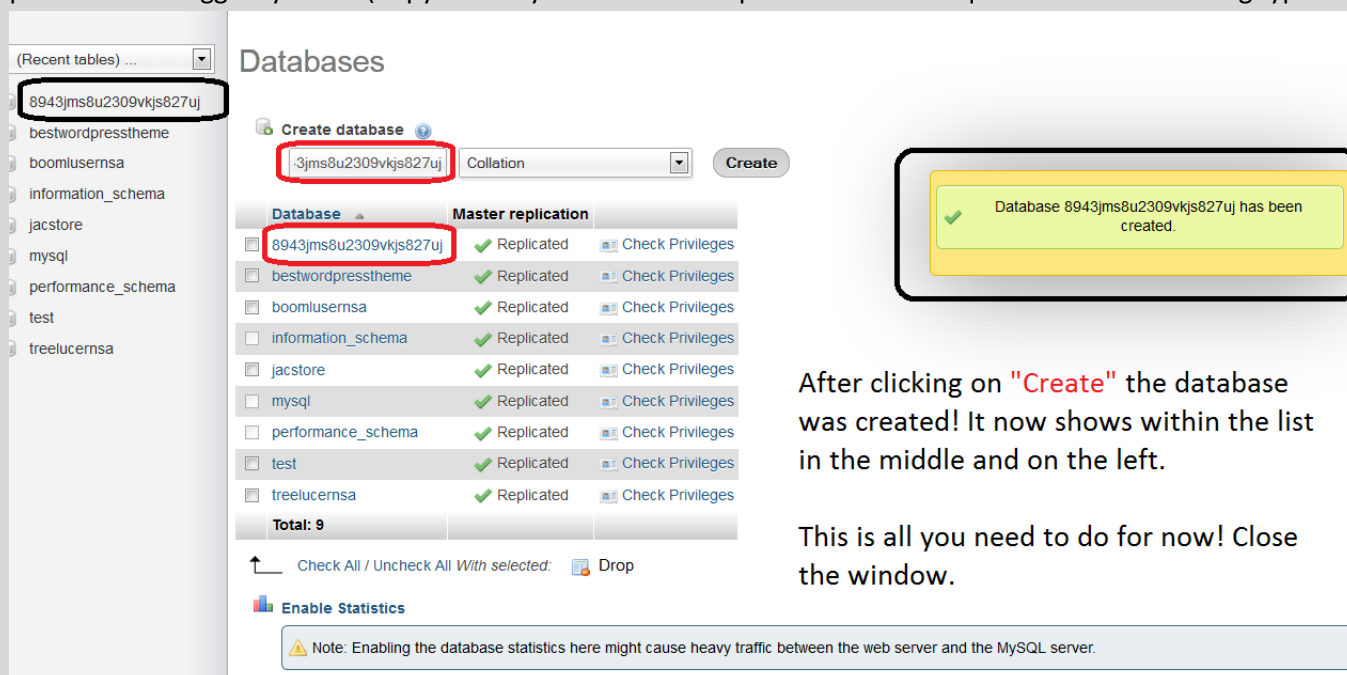 (Recent tables) ...
8943jms8u2309vkjs827uj
bestwordpresstheme
boomlusernsa
information_schema
jacstore
mysql
performance_schema
test
treelucernsa
Databases
Create database
3jms8u2309vkjs827uj Collation Create
Database Master replication
8943jms8u2309vkjs827uj Replicated Check Privileges
bestwordpresstheme Replicated Check Privileges
boomlusernsa Replicated Check Privileges
information_schema Replicated Check Privileges
jacstore Replicated Check Privileges
mysql Replicated Check Privileges
performance_schema Replicated Check Privileges
test Replicated Check Privileges
treelucernsa Replicated Check Privileges
Total: 9
Check All / Uncheck All With selected: Drop
Enable Statistics
Note: Enabling the database statistics here might cause heavy traffic between the web server and the MySQL server.
Database 8943jms8u2309vkjs827uj has been
created.
After clicking on "Create" the database
was created! It now shows within the list
in the middle and on the left.
This is all you need to do for now! Close
the window.